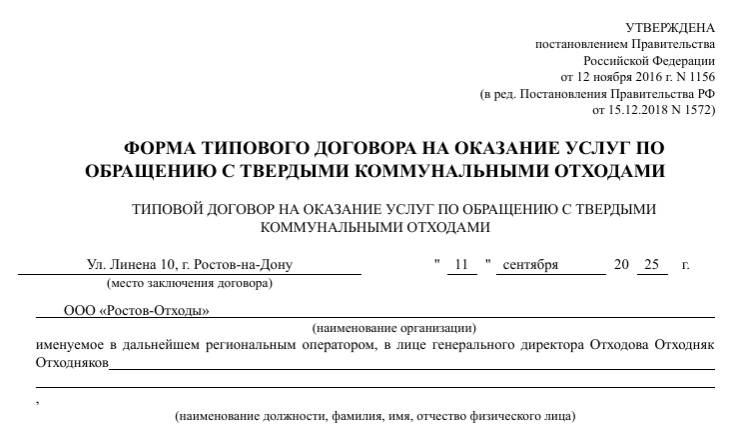 УТВЕРЖДЕНА
постановлением Правительства
Российской Федерации
от 12 ноября 2016 г. N 1156
(в ред. Постановления Правительства РФ
от 15.12.2018 N 1572)
ФОРМА ТИПОВОГО ДОГОВОРА НА ОКАЗАНИЕ УСЛУГ ПО
ОБРАЩЕНИЮ С ТВЕРДЫМИ КОММУНАЛЬНЫМИ ОТХОДАМИ
ТИПОВОЙ ДОГОВОР НА ОКАЗАНИЕ УСЛУГ ПО ОБРАЩЕНИЮ С ТВЕРДЫМИ
КОММУНАЛЬНЫМИ ОТХОДАМИ
Ул. Линена 10, г. Ростов-на-Дону " 11 " сентября 20 25 г.
(место заключения договора)
ООО «Ростов-Отходы»
(наименование организации)
именуемое в дальнейшем региональным оператором, в лице генерального директора Отходова Отходняк
Отходняков
,
(наименование должности, фамилия, имя, отчество физического лица)